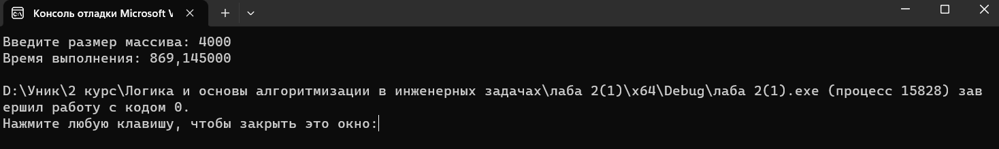 Консоль отладки Microsoft V
Введите размер массива: 4000
Время выполнения: 869,145000
D:\Уник\2 курс\Логика и основы алгоритмизации в инженерных задачах\лаба 2(1)\x64\Debug\лаба 2(1).exe (процесс 15828) зав
ершил работу с кодом 0.
Нажмите любую клавишу, чтобы закрыть это окно: